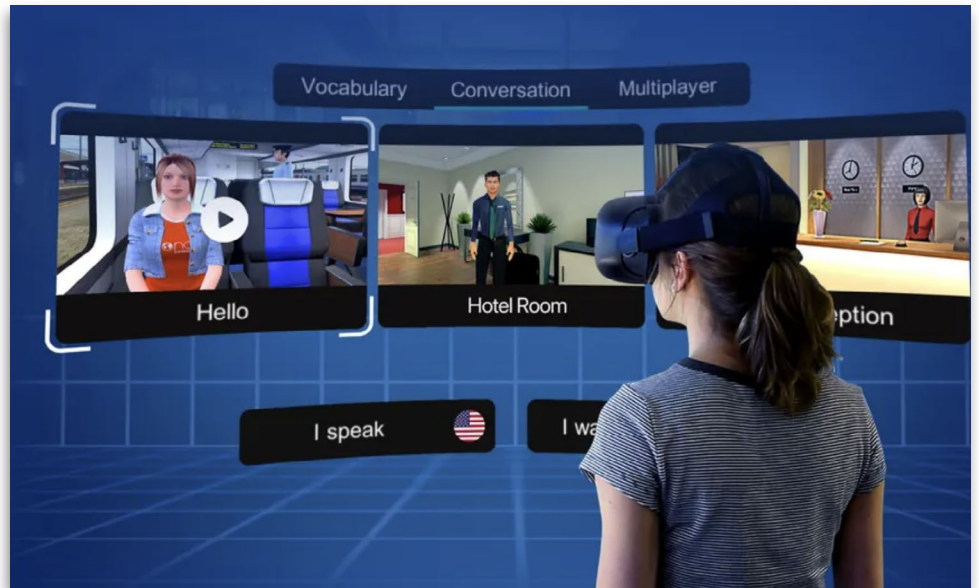 Vocabulary Conversation Multiplayer
Hello
Hotel Room
I speak
I